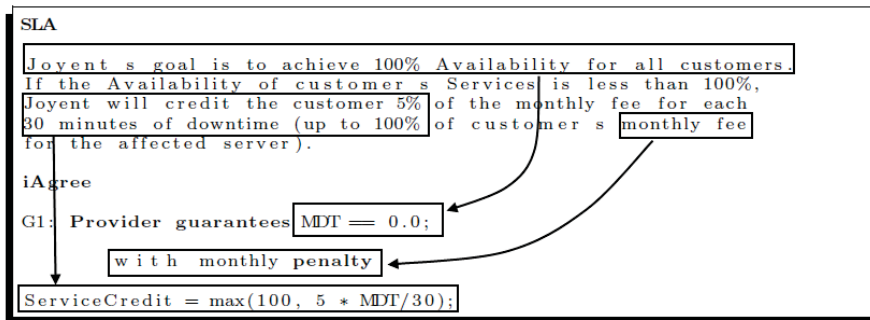 SLA
Joyent s goal is to achieve 100% Availability for all customers.
If the Availability of customer s Services is less than 100%,
Joyent will credit the customer 5% of the monthly fee for each
30 minutes of downtime (up to 100% of customer s monthly fee
for the affected server).
iAgree
G1: Provider guarantees MDT == 0.0;
with monthly penalty
ServiceCredit = max(100, 5 * MDT/30);